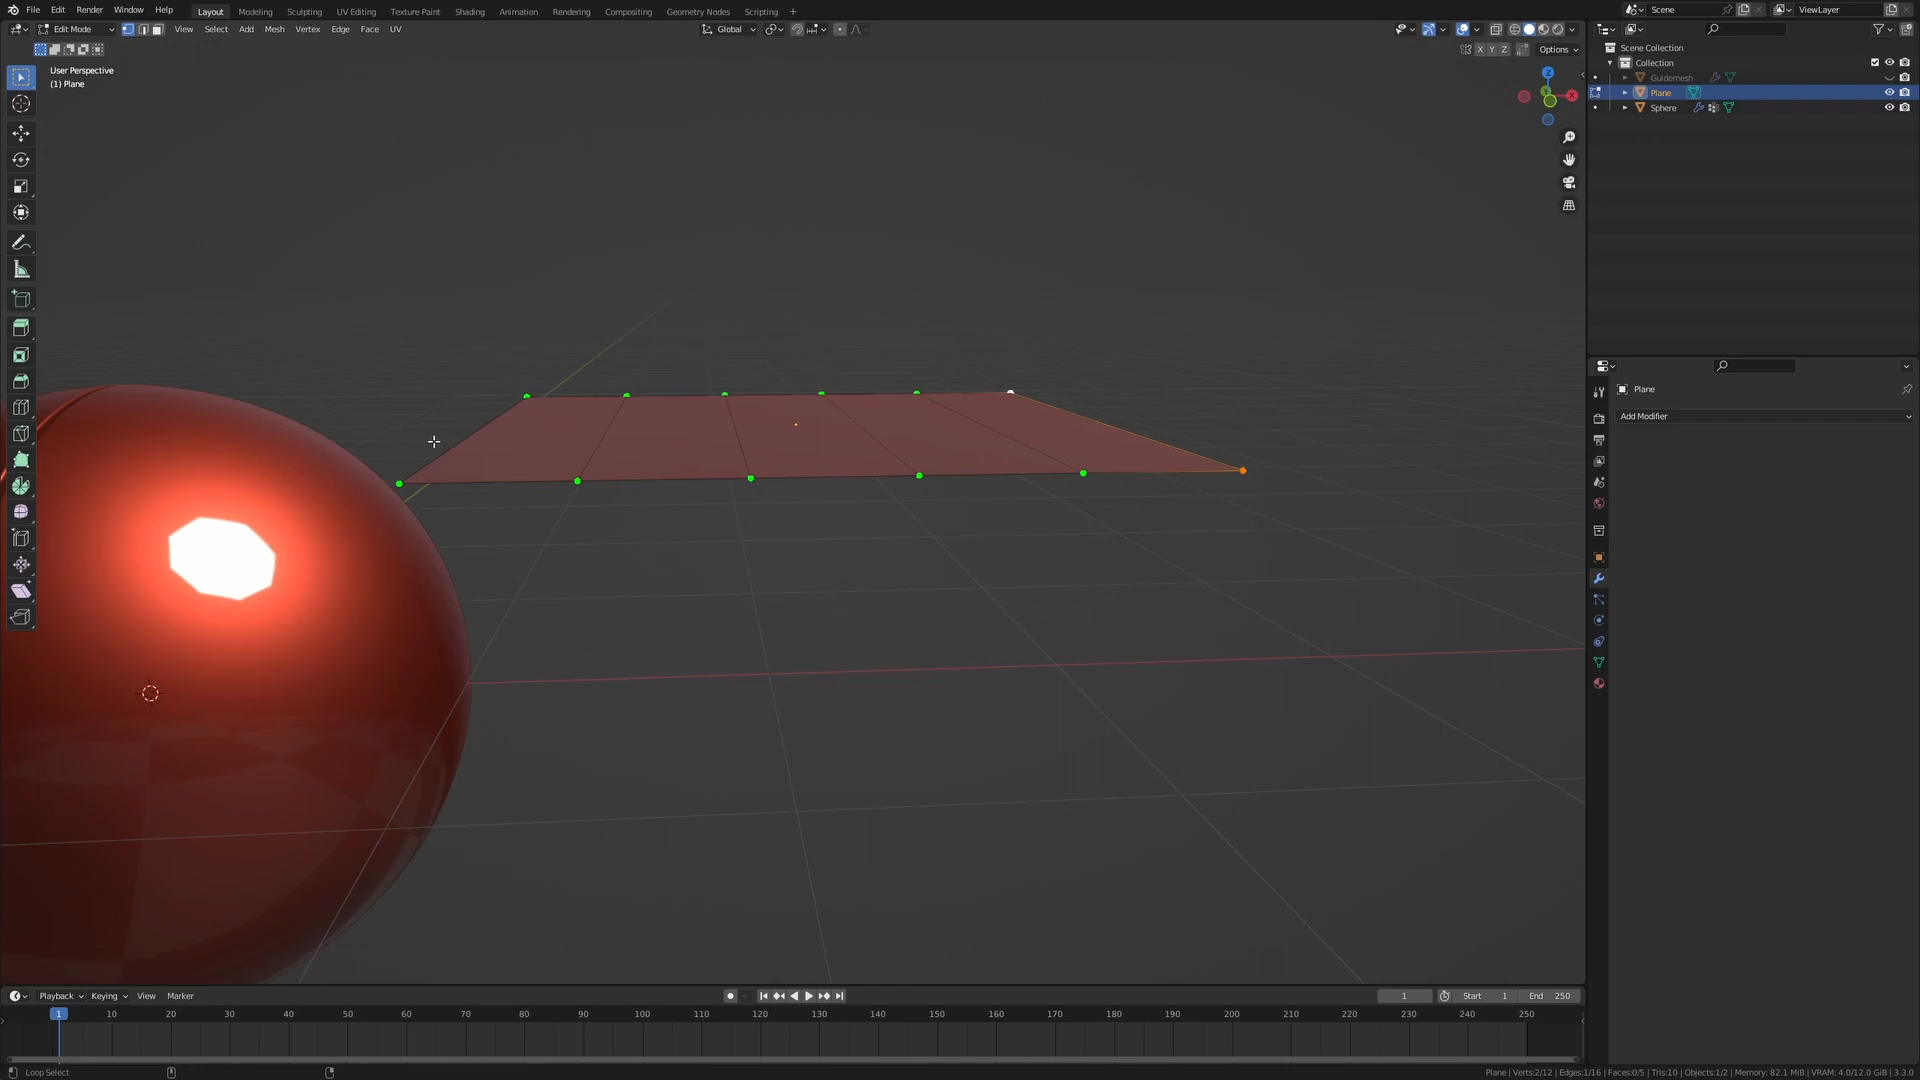 File Edit Render Window Help Layout Modeling Sculpting UV Editing Texture Paint Shading Animation Rendering Compositing Geometry Nodes Scripting + Scene ViewLayer
Edit Mode View Select Add Mesh Vertex Edge Face UV Global
X Y Z Options
User Perspective
(1) Plane
Z
X
Y
Scene Collection
Collection
Guidemesh
Plane
Sphere
Plane
Add Modifier
Playback Keying View Marker 1 Start 1 End 250
1 10 20 30 40 50 60 70 80 90 100 110 120 130 140 150 160 170 180 190 200 210 220 230 240 250
Loop Select Plane | Verts:2/12 | Edges:1/16 | Faces:0/5 | Tris:10 | Objects:1/2 | Memory: 82.1 MiB | VRAM: 4.0/12.0 GiB | 3.3.0